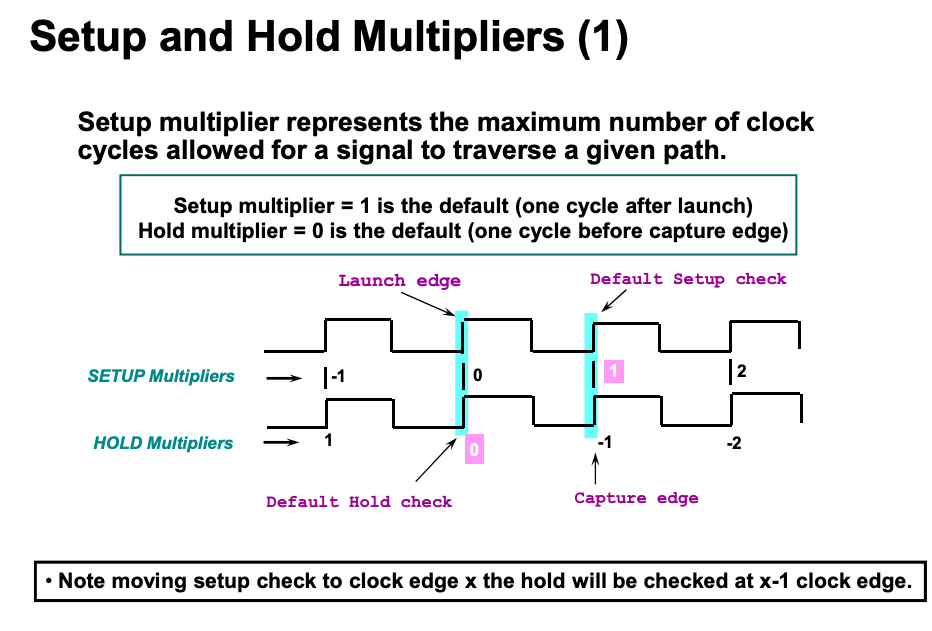 Setup and Hold Multipliers (1)
Setup multiplier represents the maximum number of clock
cycles allowed for a signal to traverse a given path.
Setup multiplier = 1 is the default (one cycle after launch)
Hold multiplier = 0 is the default (one cycle before capture edge)
Launch edge
Default Setup check
SETUP Multipliers
-1
0
1
2
HOLD Multipliers
1
0
-1
-2
Default Hold check
Capture edge
• Note moving setup check to clock edge x the hold will be checked at x-1 clock edge.